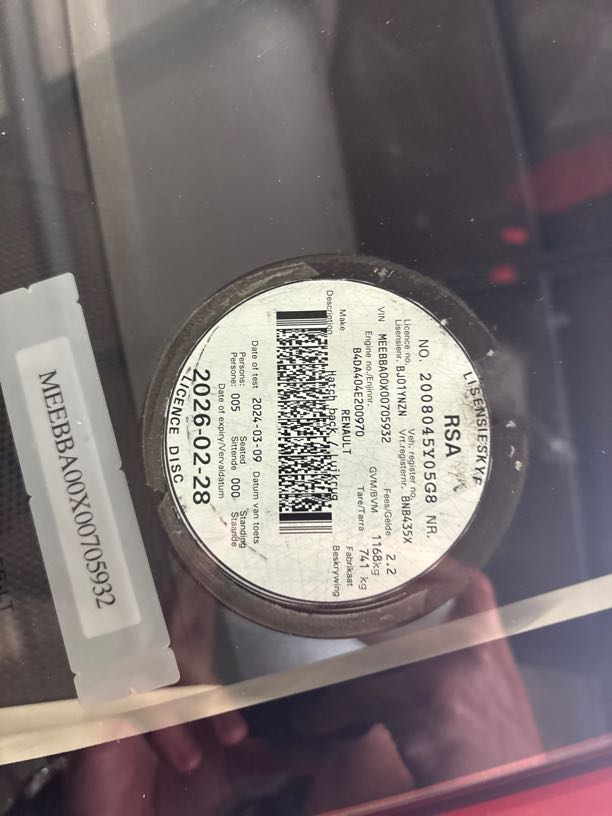 LISENSIESKYF
RSA
NO. 2008045Y05G8 NR.
Licence no. Veh. register no. Fees/Gelde 2.2
Lisensienr. BJ01YNZN Vrt.registernr. BNB435X
VIN MEEBBA00X00705932 GVM/BVM 1168kg
Engine no./Enjinnr. Tare/Tarra 741 kg
B4DA404E200970
Make RENAULT Fabrikaat
Description Hatch back / Luikrug Beskrywing
Date of test 2024-03-09 Datum van toets
Persons: Seated Standing
Persone: 005 Sittende 000 Staande
Date of expiry/Vervaldatum
2026-02-28
LICENCE DISC
MEEBBA00X00705932